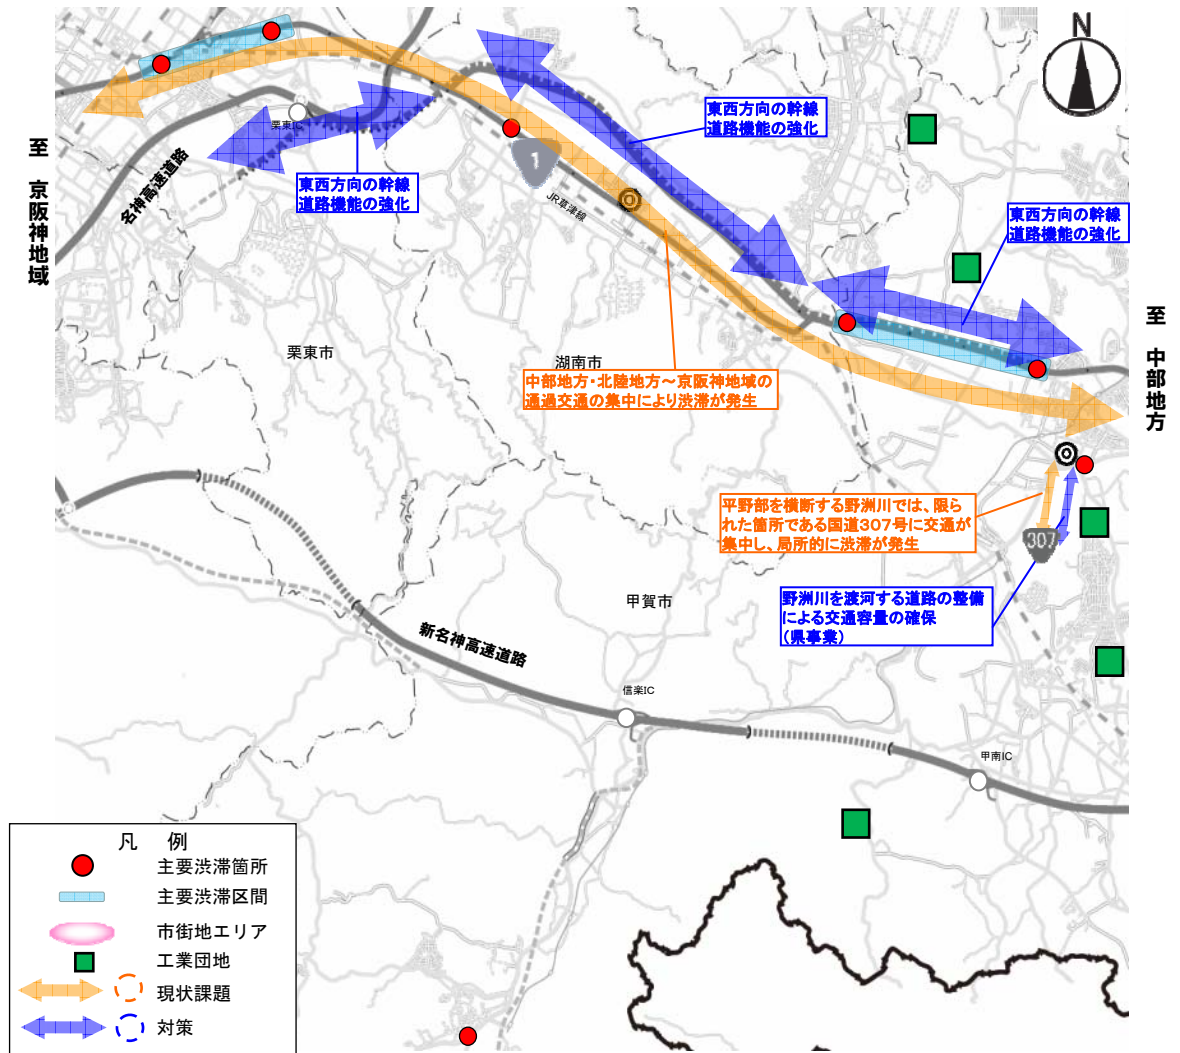 N
至 京阪神地域
至 中部地方
東西方向の幹線
道路機能の強化
東西方向の幹線
道路機能の強化
東西方向の幹線
道路機能の強化
栗東IC
名神高速道路
1
JR草津線
栗東市
湖南市
中部地方・北陸地方～京阪神地域の
通過交通の集中により渋滞が発生
平野部を横断する野洲川では、限ら
れた箇所である国道307号に交通が
集中し、局所的に渋滞が発生
307
野洲川を渡河する道路の整備
による交通容量の確保
（県事業）
甲賀市
新名神高速道路
信楽IC
甲南IC
凡 例
主要渋滞箇所
主要渋滞区間
市街地エリア
工業団地
現状課題
対策